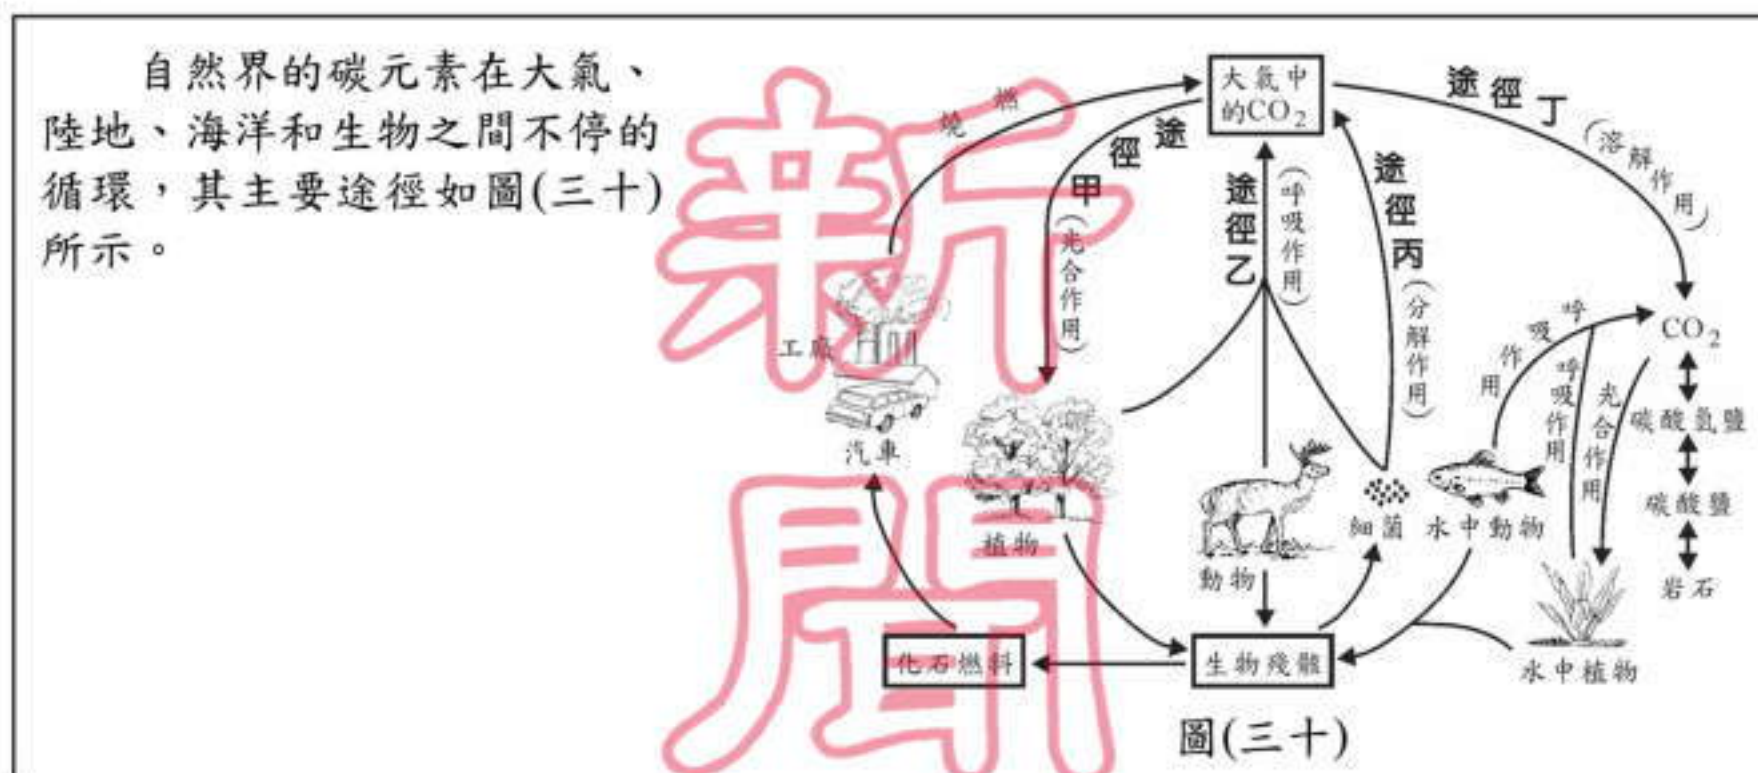 自然界的碳元素在大氣、
陸地、海洋和生物之間不停的
循環，其主要途徑如圖(三十)
所示。
大氣中
的CO₂
燃燒
途徑甲(光合作用)
途徑乙(呼吸作用)
途徑丙(分解作用)
途徑丁(溶解作用)
工廠
汽車
植物
動物
細菌
水中動物
呼吸作用
呼吸作用
光合作用
CO₂
碳酸氫鹽
碳酸鹽
岩石
水中植物
化石燃料
生物殘骸
圖(三十)
新聞